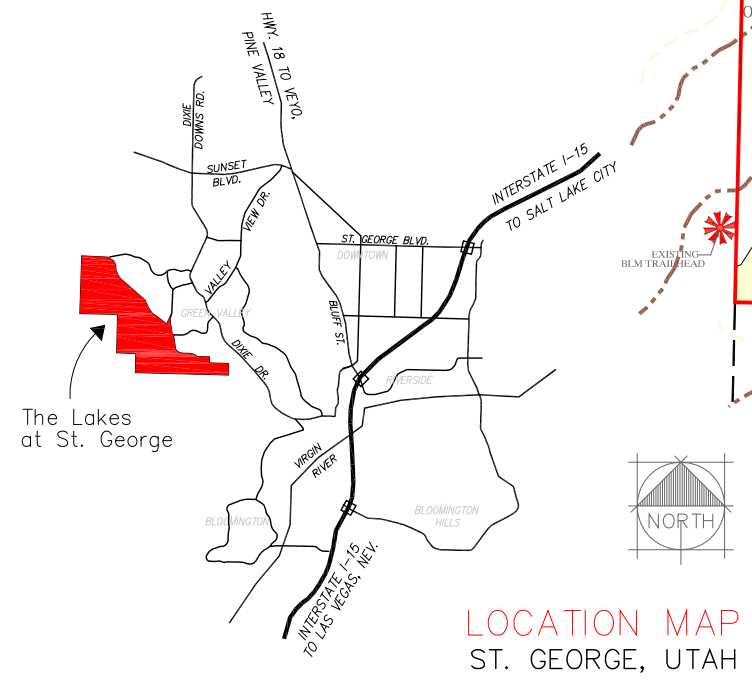 HWY. 18 TO VEYO,
PINE VALLEY
DIXIE
DOWNS RD.
SUNSET
BLVD.
VIEW DR.
VALLEY
INTERSTATE I-15
TO SALT LAKE CITY
ST. GEORGE BLVD.
DOWNTOWN
EXISTING
BLM TRAILHEAD
GREEN VALLEY
BLUFF ST.
DIXIE DR.
RIVERSIDE
The Lakes
at St. George
VIRGIN
RIVER
BLOOMINGTON
BLOOMINGTON
HILLS
NORTH
INTERSTATE I-15
TO LAS VEGAS, NEV.
LOCATION MAP
ST. GEORGE, UTAH